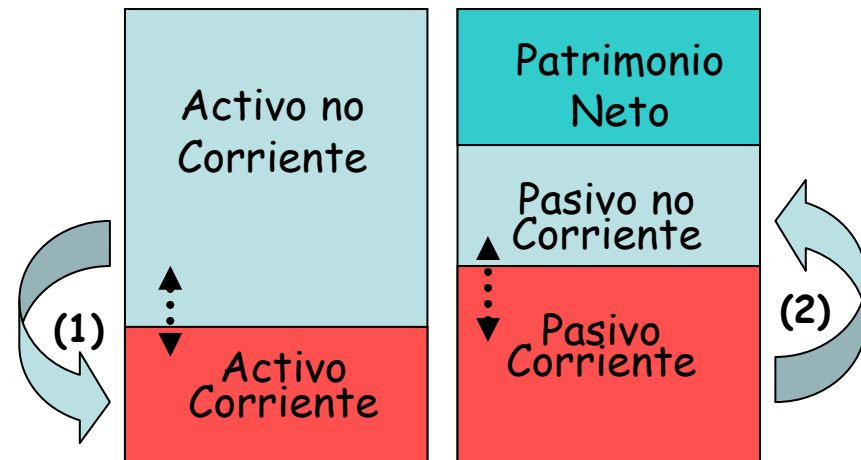 Activo no
Corriente
(1)
Activo
Corriente
Patrimonio
Neto
Pasivo no
Corriente
(2)
Pasivo
Corriente